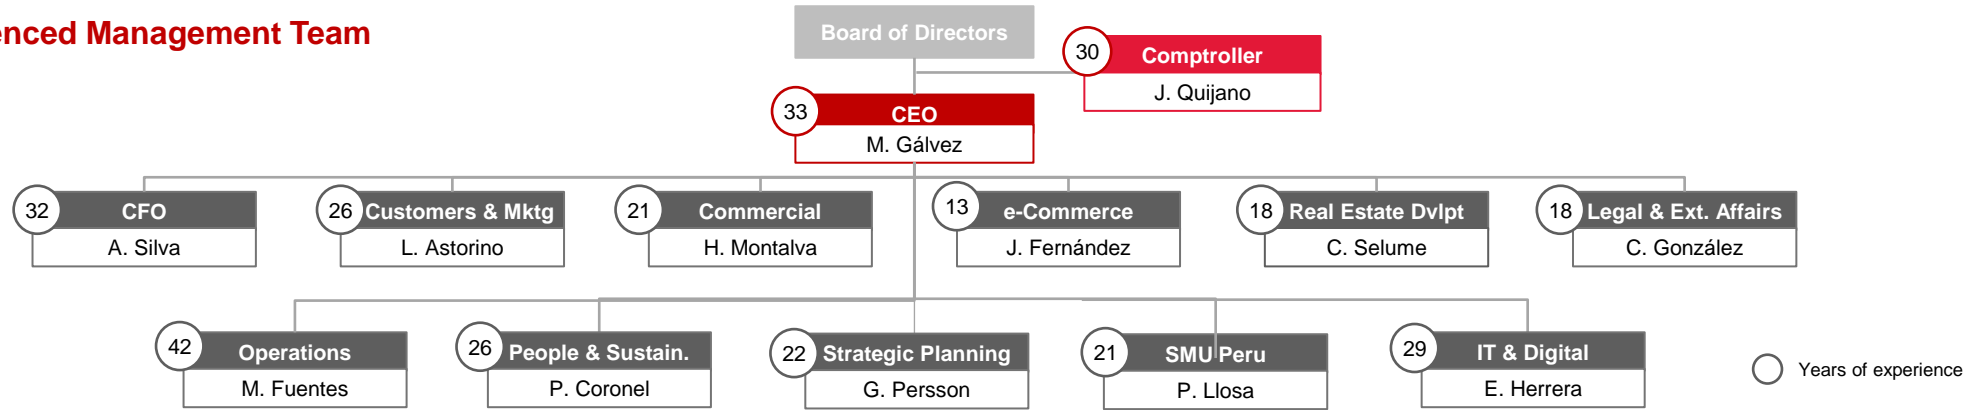 Management Team
Board of Directors
30
Comptroller
J. Quijano
33
CEO
M. Gálvez
32
CFO
A. Silva
26
Customers & Mktg
L. Astorino
21
Commercial
H. Montalva
13
e-Commerce
J. Fernández
18
Real Estate Dvlpt
C. Selume
18
Legal & Ext. Affairs
C. González
42
Operations
M. Fuentes
26
People & Sustain.
P. Coronel
22
Strategic Planning
G. Persson
21
SMU Peru
P. Llosa
29
IT & Digital
E. Herrera
Years of experience